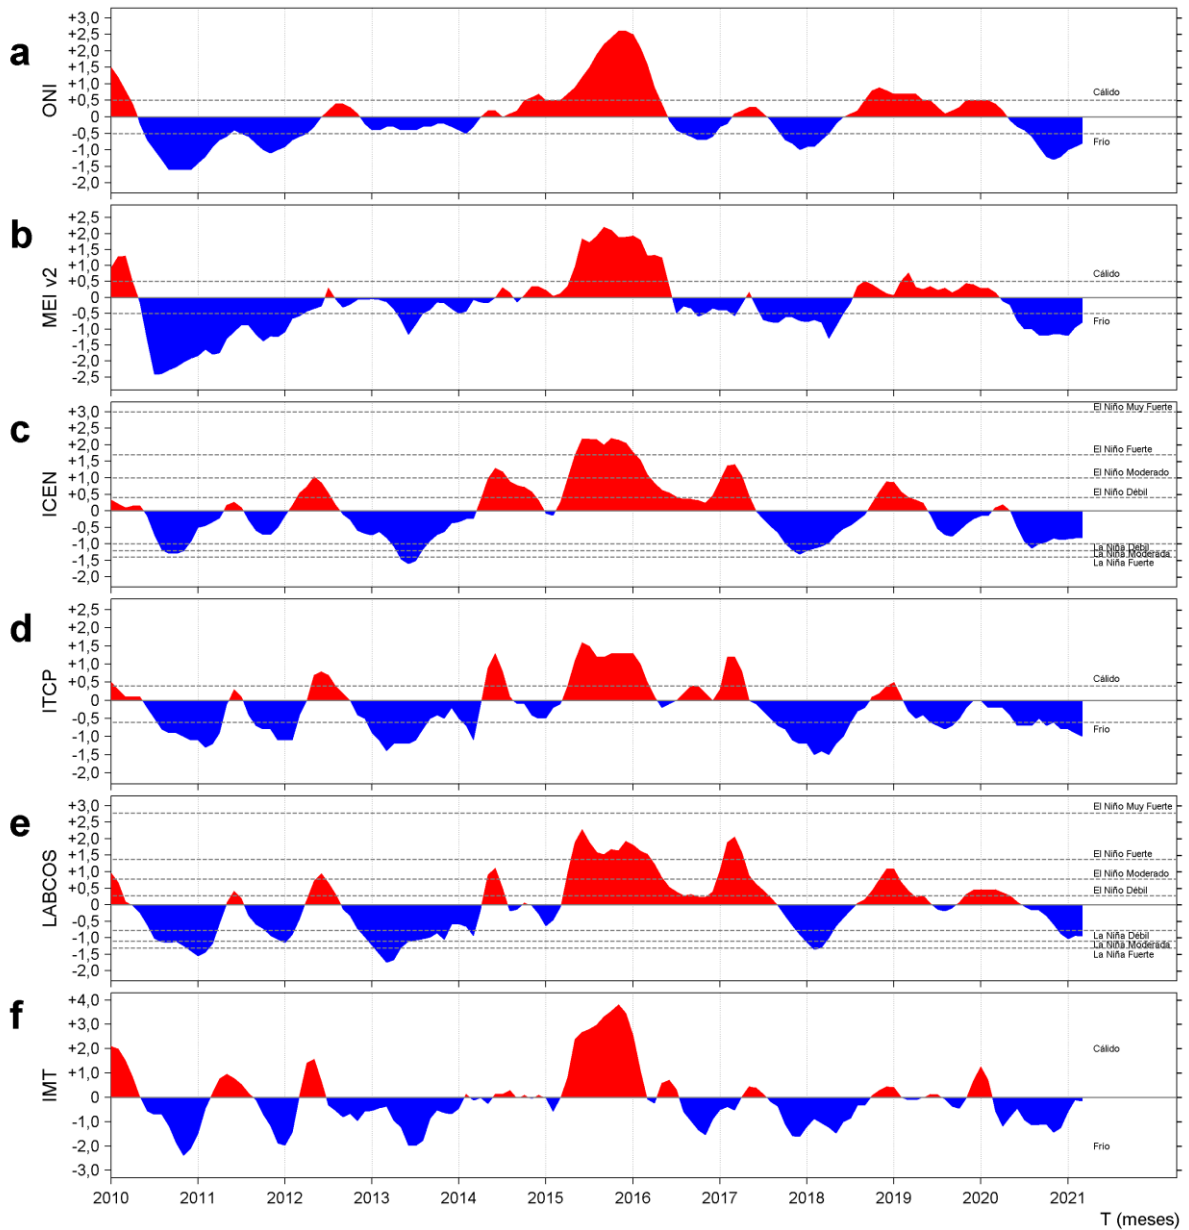 a
ONI
+3,0
+2,5
+2,0
+1,5
+1,0
+0,5
0
-0,5
-1,0
-1,5
-2,0
Cálido
Frio
b
MEI v2
+2,5
+2,0
+1,5
+1,0
+0,5
0
-0,5
-1,0
-1,5
-2,0
-2,5
Cálido
Frio
c
ICEN
+3,0
+2,5
+2,0
+1,5
+1,0
+0,5
0
-0,5
-1,0
-1,5
-2,0
El Niño Muy Fuerte
El Niño Fuerte
El Niño Moderado
El Niño Débil
La Niña Débil
La Niña Moderada
La Niña Fuerte
d
ITCP
+2,5
+2,0
+1,5
+1,0
+0,5
0
-0,5
-1,0
-1,5
-2,0
Cálido
Frio
e
LABCOS
+3,0
+2,5
+2,0
+1,5
+1,0
+0,5
0
-0,5
-1,0
-1,5
-2,0
El Niño Muy Fuerte
El Niño Fuerte
El Niño Moderado
El Niño Débil
La Niña Débil
La Niña Moderada
La Niña Fuerte
f
IMT
+4,0
+3,0
+2,0
+1,0
0
-1,0
-2,0
-3,0
Cálido
Frio
2010 2011 2012 2013 2014 2015 2016 2017 2018 2019 2020 2021
T (meses)